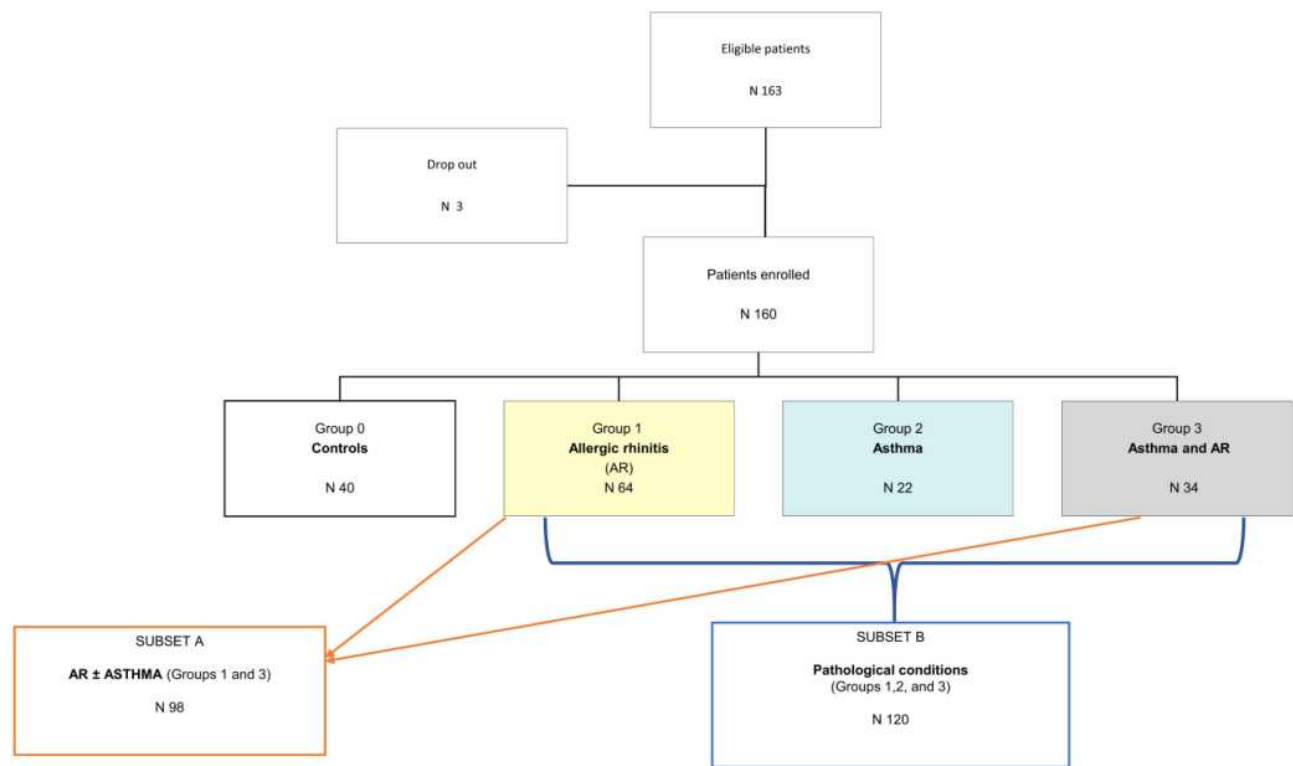 Eligible patients
N 163
Drop out
N 3
Patients enrolled
N 160
Group 0
Controls
N 40
Group 1
Allergic rhinitis
(AR)
N 64
Group 2
Asthma
N 22
Group 3
Asthma and AR
N 34
SUBSET A
AR ± ASTHMA (Groups 1 and 3)
N 98
SUBSET B
Pathological conditions
(Groups 1,2, and 3)
N 120